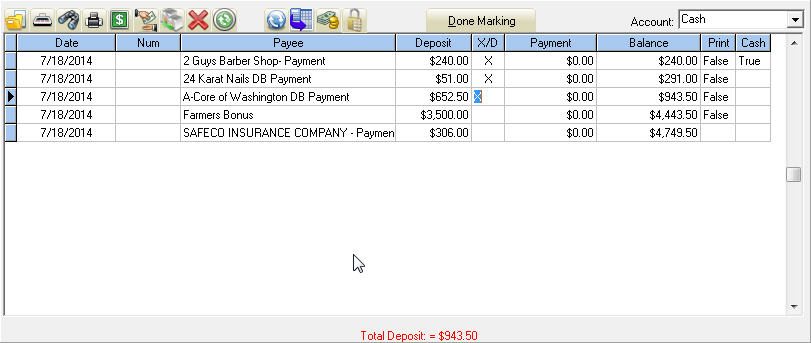 $ Done Marking Account: Cash
Date Num Payee Deposit X/D Payment Balance Print Cash
7/18/2014 2 Guys Barber Shop- Payment $240.00 X $0.00 $240.00 False True
7/18/2014 24 Karat Nails DB Payment $51.00 X $0.00 $291.00 False
7/18/2014 A-Core of Washington DB Payment $652.50 X $0.00 $943.50 False
7/18/2014 Farmers Bonus $3,500.00 $0.00 $4,443.50 False
7/18/2014 SAFECO INSURANCE COMPANY - Paymen $306.00 $0.00 $4,749.50
Total Deposit: = $943.50